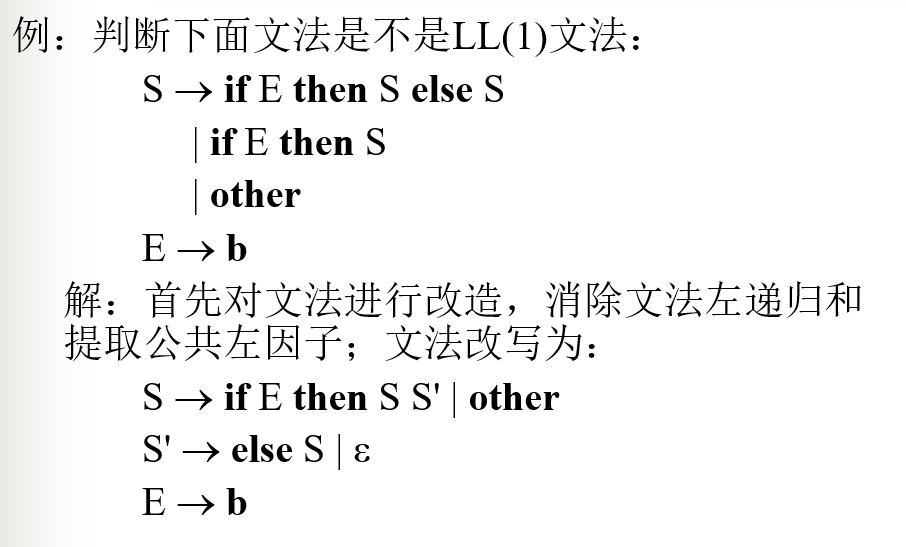 例：判断下面文法是不是LL(1)文法：
S → if E then S else S
| if E then S
| other
E → b
解：首先对文法进行改造，消除文法左递归和
提取公共左因子；文法改写为：
S → if E then S S' | other
S' → else S | ε
E → b